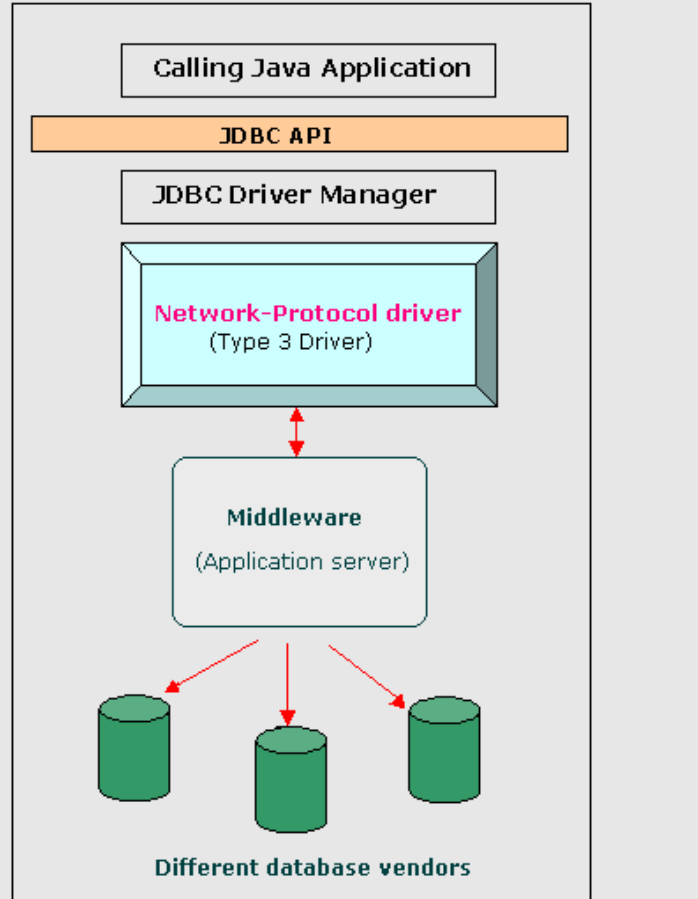 Calling Java Application
JDBC API
JDBC Driver Manager
Network-Protocol driver
(Type 3 Driver)
Middleware
(Application server)
Different database vendors